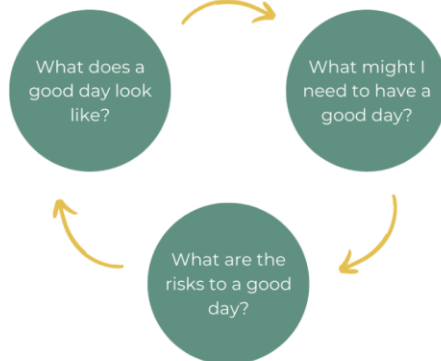 What does a
good day look
like?
What might I
need to have a
good day?
What are the
risks to a good
day?